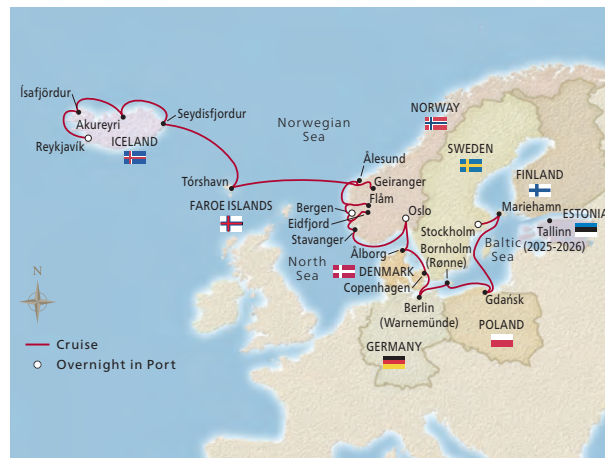 Ísafjördur
Akureyri
Seydisfjordur
Reykjavík
ICELAND
Norwegian
Sea
NORWAY
SWEDEN
FINLAND
Ålesund
Geiranger
Tórshavn
FAROE ISLANDS
Flåm
Bergen
Eidfjord
Stavanger
Oslo
Mariehamn
ESTONIA
Stockholm
Tallinn
(2025-2026)
Baltic
Sea
Bornholm
(Rønne)
North
Sea
Ålborg
DENMARK
Copenhagen
Gdańsk
Berlin
(Warnemünde)
POLAND
GERMANY
N
Cruise
Overnight in Port